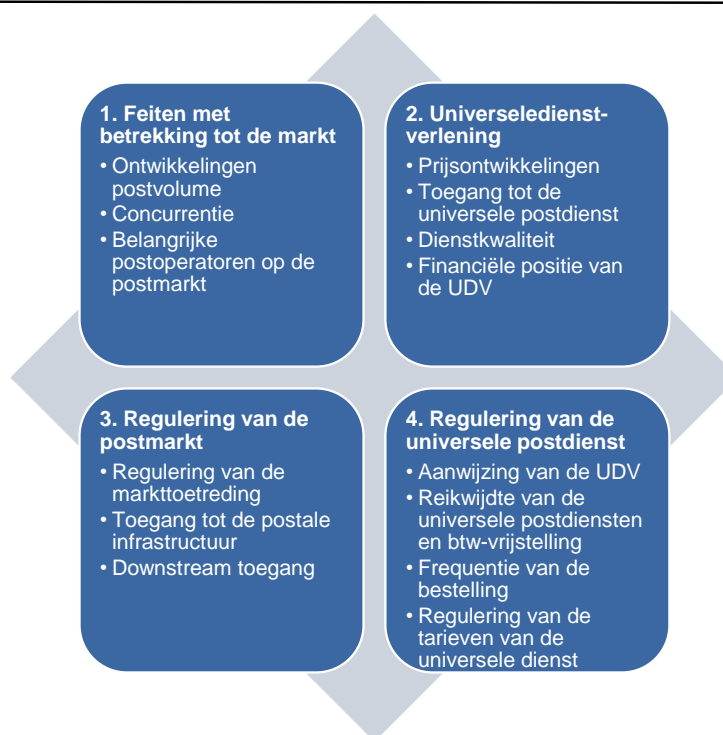 1. Feiten met
betrekking tot de markt
• Ontwikkelingen
postvolume
• Concurrentie
• Belangrijke
postoperatoren op de
postmarkt
2. Universeledienst-
verlening
• Prijsontwikkelingen
• Toegang tot de
universele postdienst
• Dienstkwaliteit
• Financiële positie van
de UDV
3. Regulering van de
postmarkt
• Regulering van de
markttoetreding
• Toegang tot de postale
infrastructuur
• Downstream toegang
4. Regulering van de
universele postdienst
• Aanwijzing van de UDV
• Reikwijdte van de
universele postdiensten
en btw-vrijstelling
• Frequentie van de
bestelling
• Regulering van de
tarieven van de
universele dienst